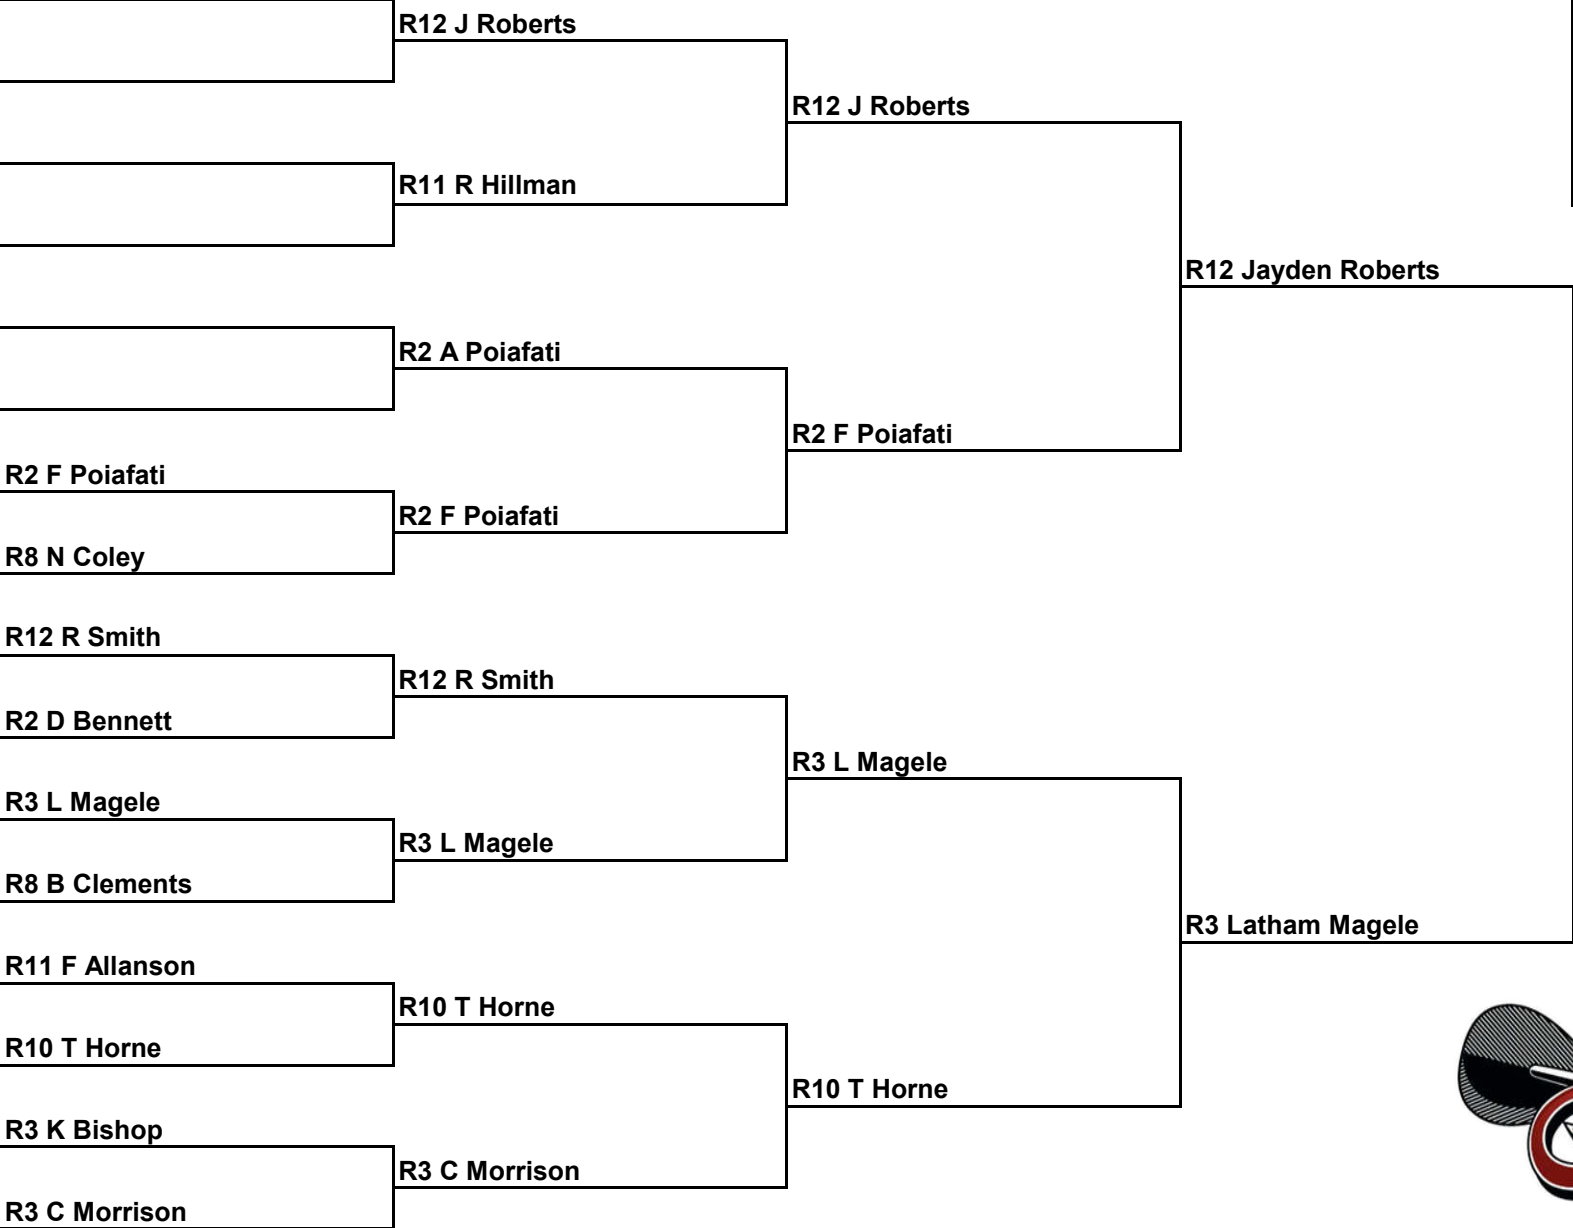 R12 J Roberts
R12 J Roberts
R11 R Hillman
R12 Jayden Roberts
R2 A Poiafati
R2 F Poiafati
R2 F Poiafati
R2 F Poiafati
R8 N Coley
R12 R Smith
R12 R Smith
R2 D Bennett
R3 L Magele
R3 L Magele
R3 L Magele
R8 B Clements
R3 Latham Magele
R11 F Allanson
R10 T Horne
R10 T Horne
R10 T Horne
R3 K Bishop
R3 C Morrison
R3 C Morrison